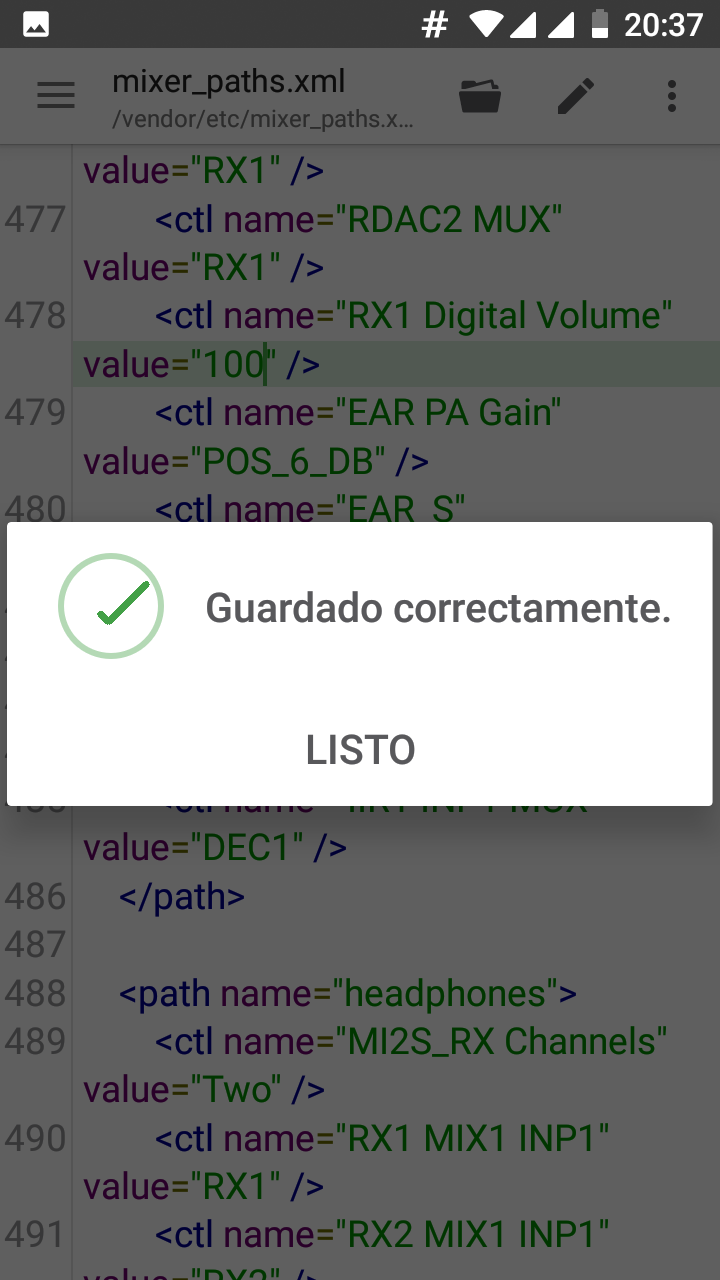 # 20:37
mixer_paths.xml
/vendor/etc/mixer_paths.x...
value="RX1" />
477 <ctl name="RDAC2 MUX"
value="RX1" />
478 <ctl name="RX1 Digital Volume"
value="100" />
479 <ctl name="EAR PA Gain"
value="POS_6_DB" />
480 <ctl name="EAR_S"
Guardado correctamente.
LISTO
value="DEC1" />
486 </path>
487
488 <path name="headphones">
489 <ctl name="MI2S_RX Channels"
value="Two" />
490 <ctl name="RX1 MIX1 INP1"
value="RX1" />
491 <ctl name="RX2 MIX1 INP1"